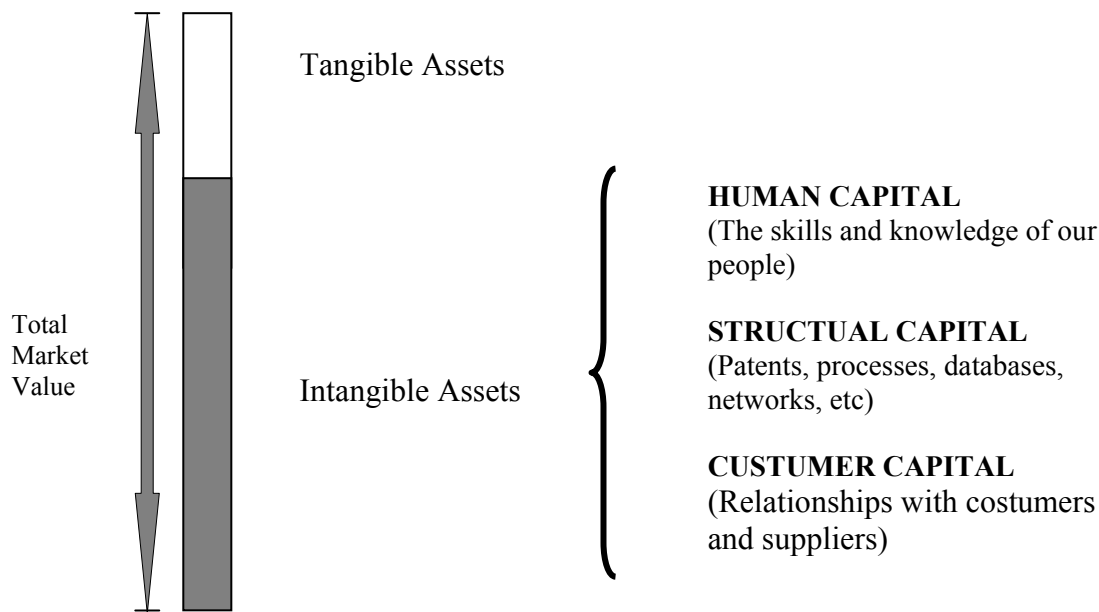 Tangible Assets
Total
Market
Value
Intangible Assets
HUMAN CAPITAL
(The skills and knowledge of our
people)
STRUCTUAL CAPITAL
(Patents, processes, databases,
networks, etc)
CUSTUMER CAPITAL
(Relationships with costumers
and suppliers)